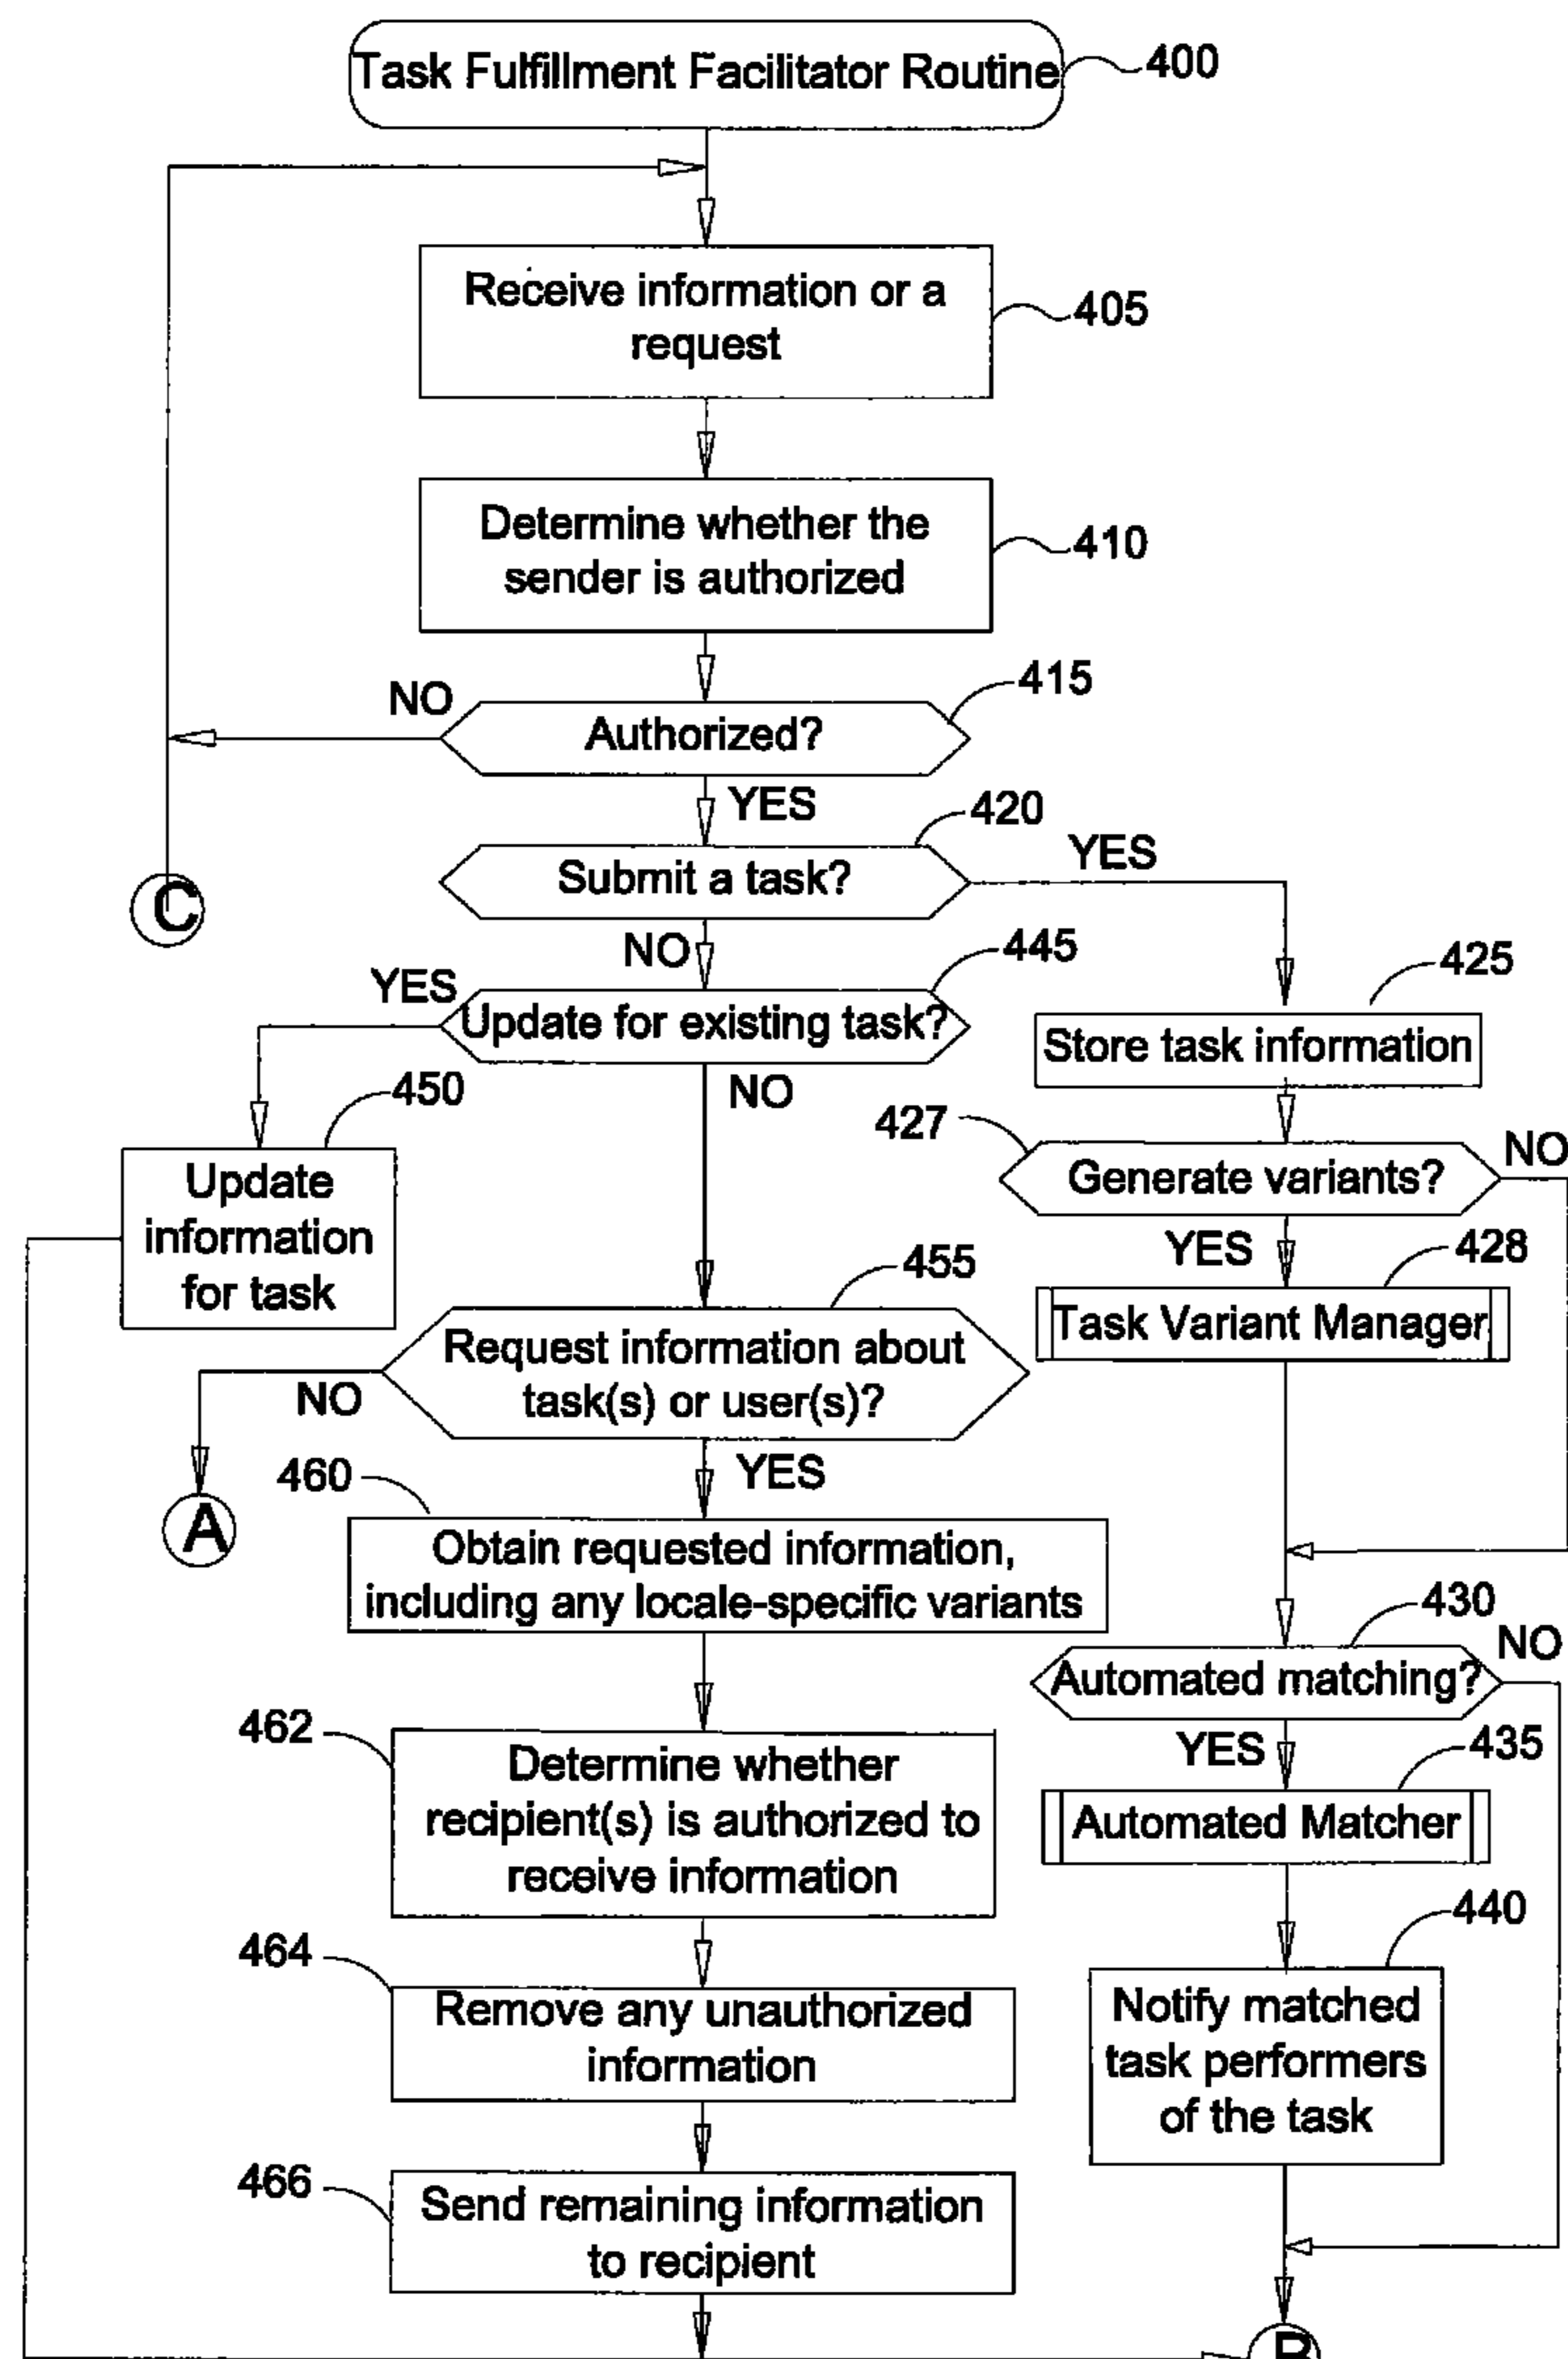 Task Fulfillment Facilitator Routine
400
Receive information or a
request
405
Determine whether the
sender is authorized
410
NO
415
Authorized?
YES
420
Submit a task?
YES
C
NO
445
425
YES
Update for existing task?
Store task information
NO
450
427
Generate variants?
NO
Update
information
for task
YES
428
455
Task Variant Manager
Request information about
task(s) or user(s)?
NO
YES
460
A
Obtain requested information,
including any locale-specific variants
430
NO
Automated matching?
462
YES
435
Determine whether
recipient(s) is authorized to
receive information
Automated Matcher
440
464
Remove any unauthorized
information
Notify matched
task performers
of the task
466
Send remaining information
to recipient
B